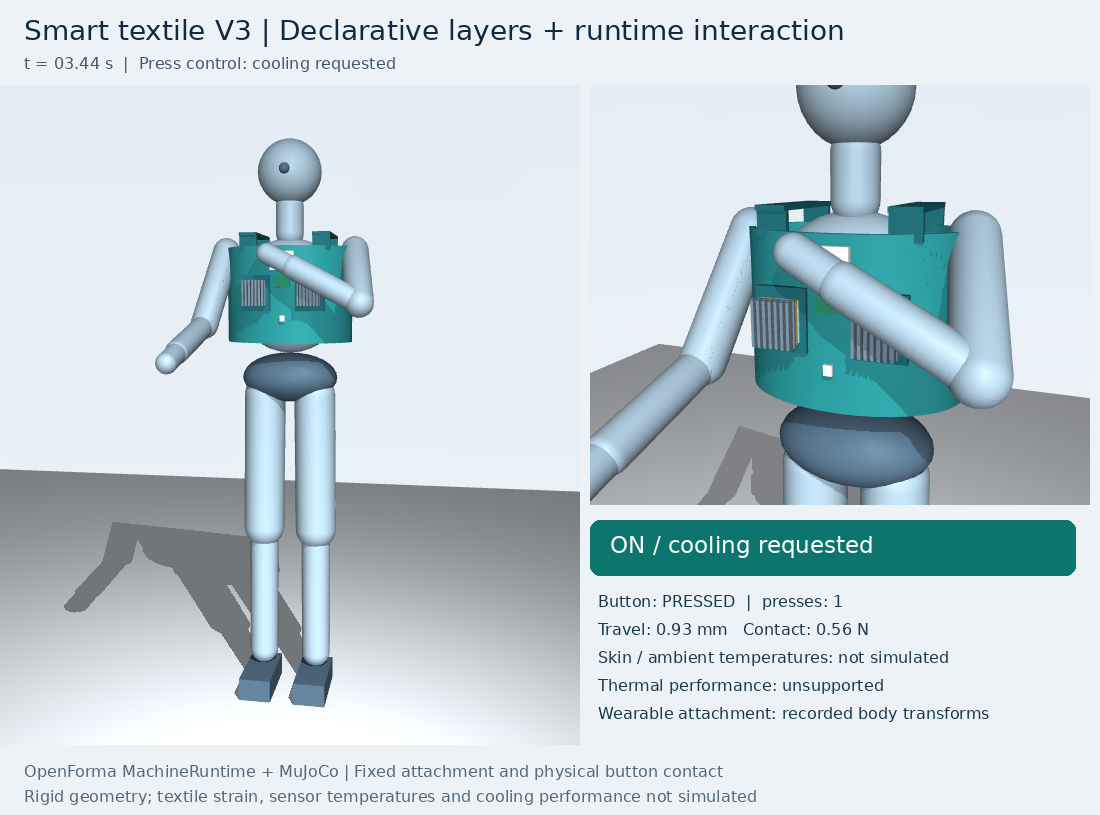 Smart textile V3 | Declarative layers + runtime interaction
t = 03.44 s | Press control: cooling requested
ON / cooling requested
Button: PRESSED | presses: 1
Travel: 0.93 mm Contact: 0.56 N
Skin / ambient temperatures: not simulated
Thermal performance: unsupported
Wearable attachment: recorded body transforms
OpenForma MachineRuntime + MuJoCo | Fixed attachment and physical button contact
Rigid geometry; textile strain, sensor temperatures and cooling performance not simulated